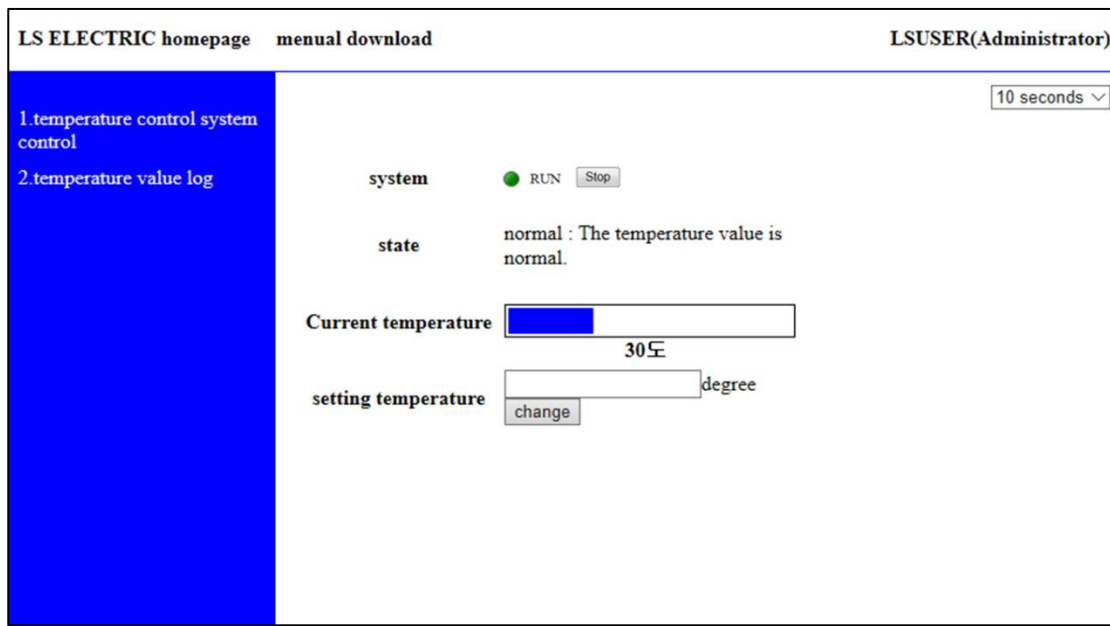 LS ELECTRIC homepage menual download LSUSER(Administrator)
10 seconds
1.temperature control system
control
2.temperature value log
system RUN Stop
state normal : The temperature value is
normal.
Current temperature
30도
setting temperature degree
change